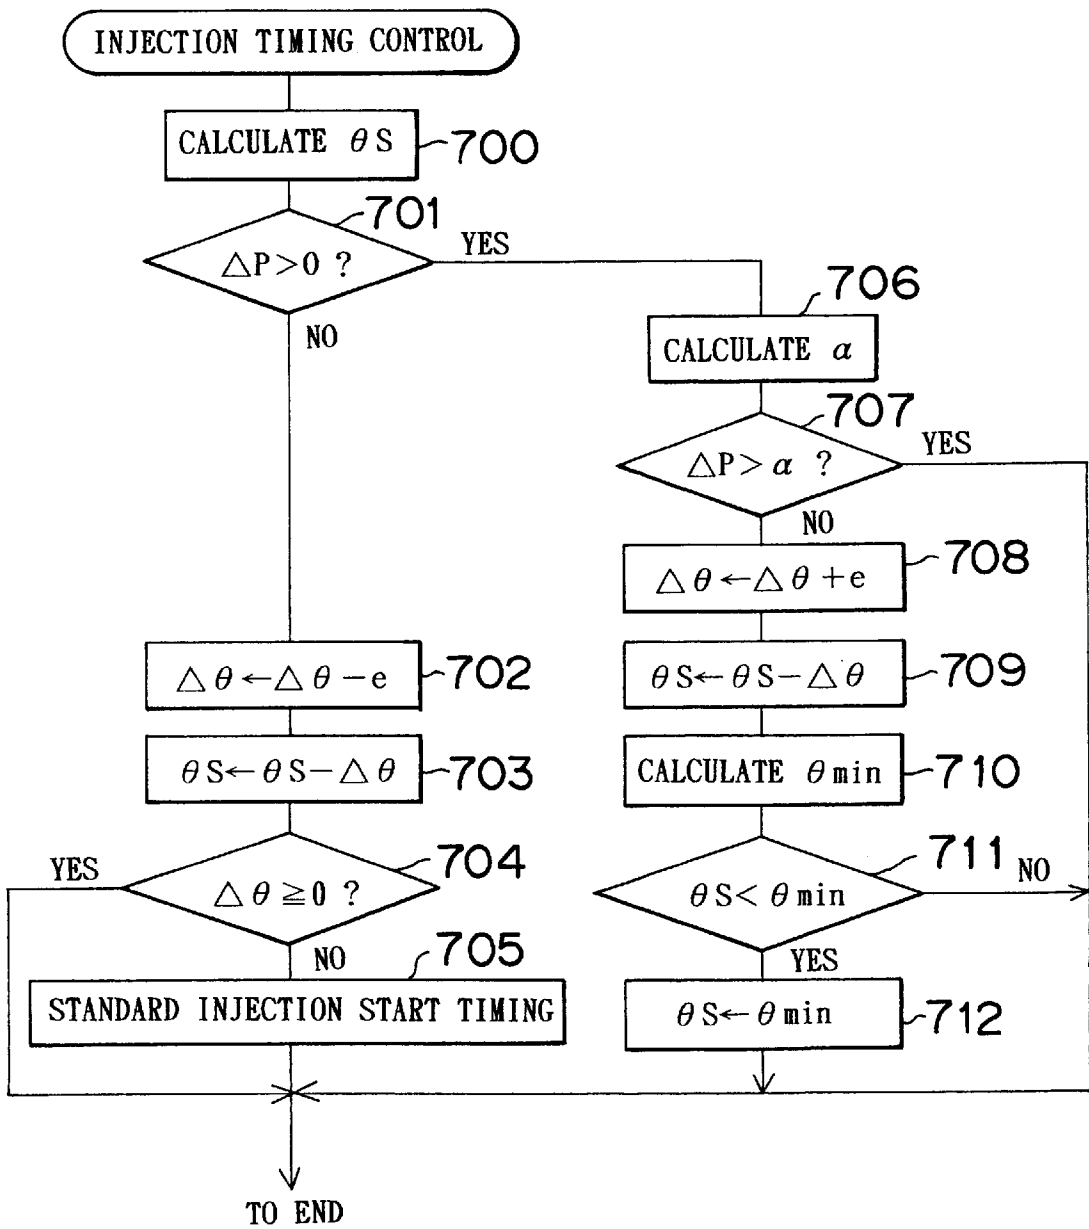 INJECTION TIMING CONTROL
CALCULATE θS
700
701
△P>0 ?
YES
NO
706
CALCULATE α
707
△P>α ?
YES
NO
708
△θ←△θ+e
△θ←△θ−e
702
θS←θS−△θ
709
θS←θS−△θ
703
CALCULATE θmin
710
704
YES
△θ≧0 ?
NO
711
θS<θmin
NO
YES
705
STANDARD INJECTION START TIMING
θS←θmin
712
TO END